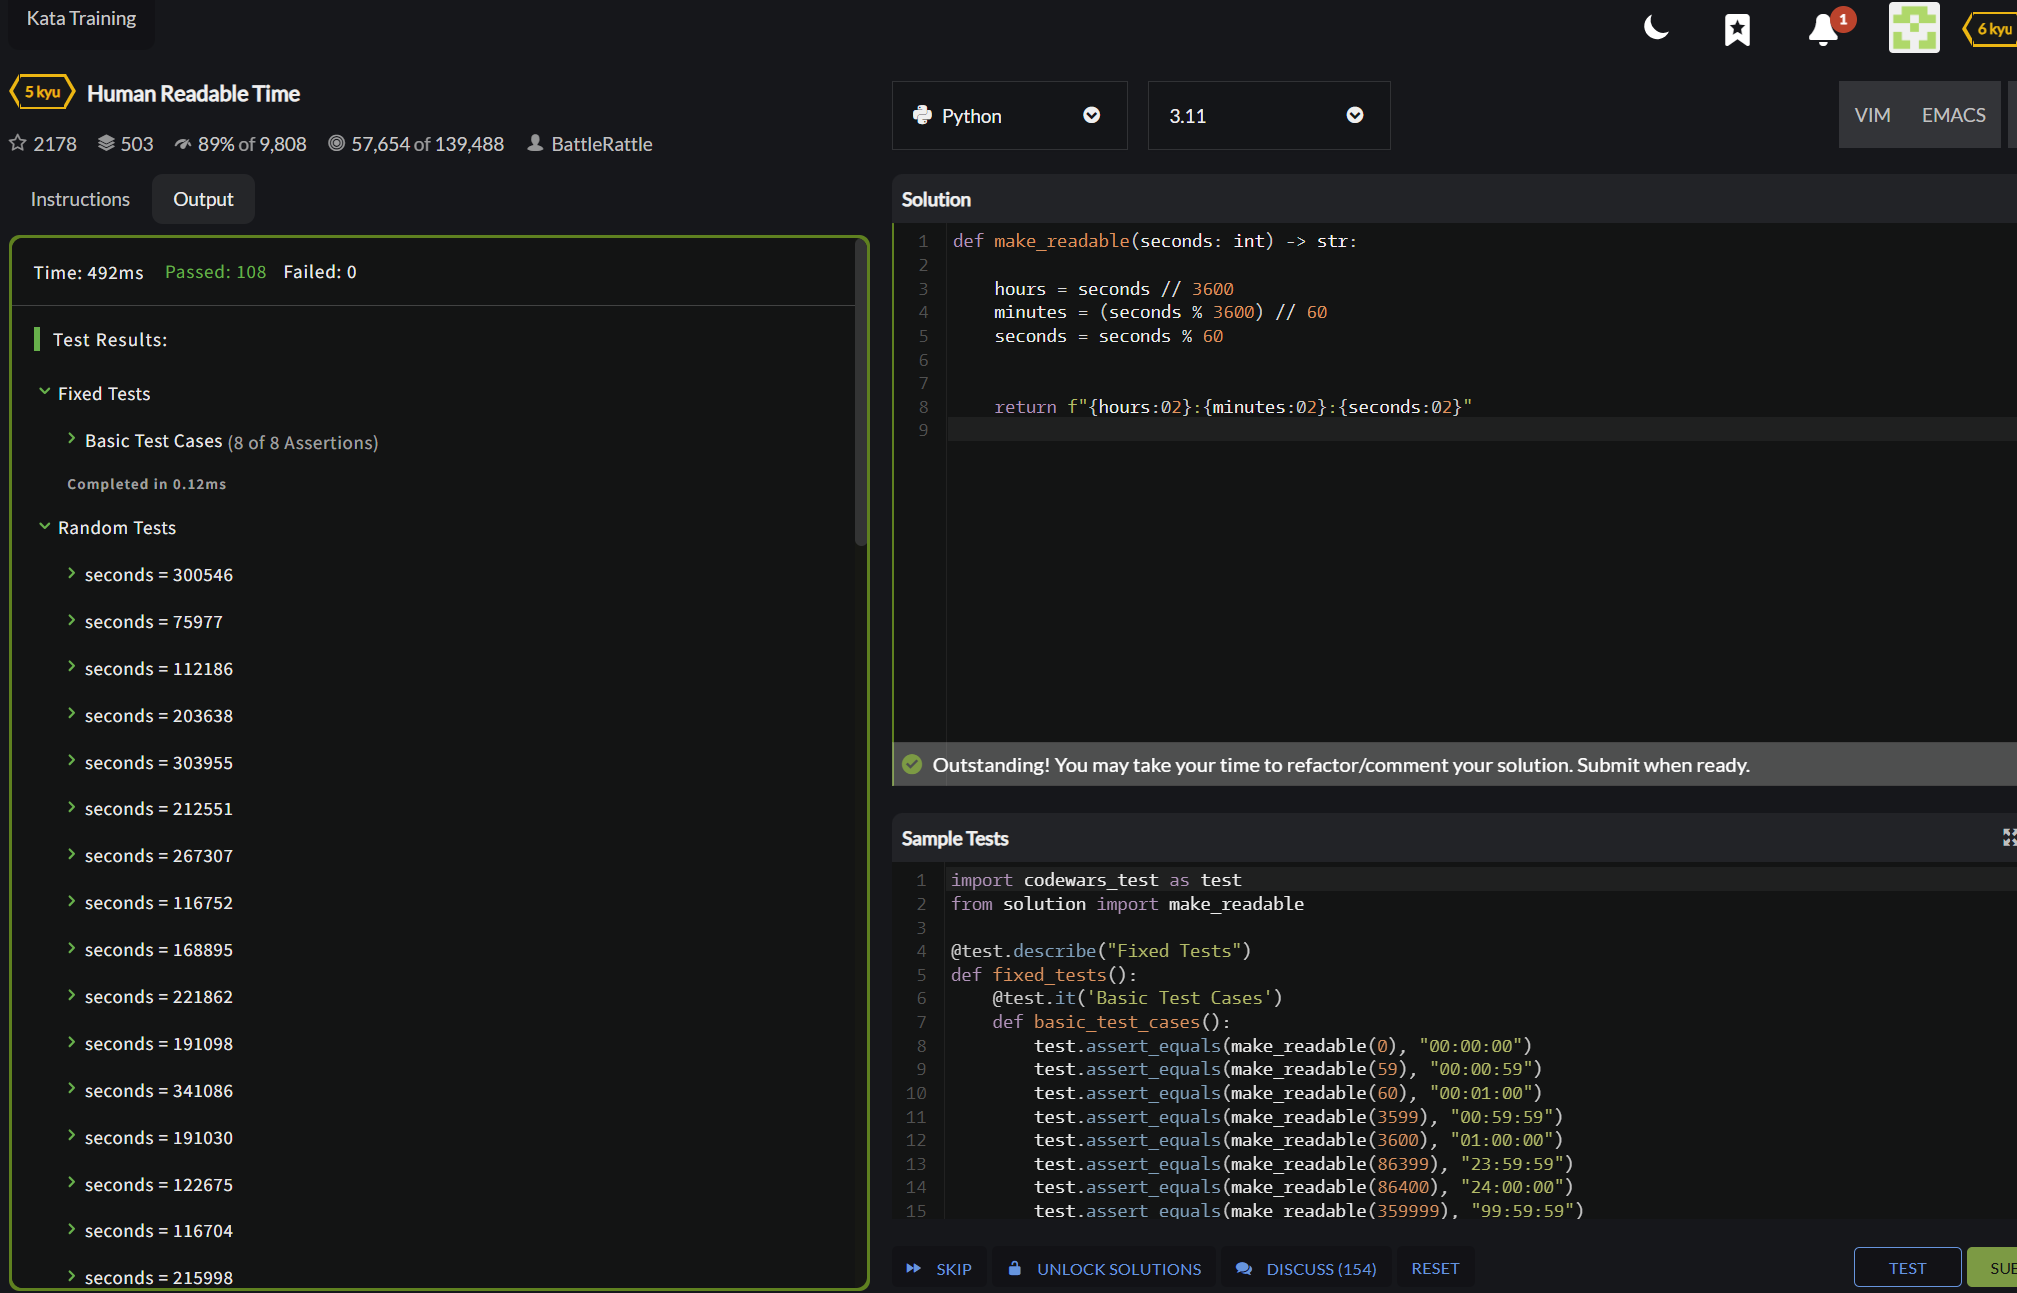 Kata Training
1
6 kyu
5 kyu
Human Readable Time
2178 503 89% of 9,808 57,654 of 139,488 BattleRattle
Instructions
Output
Time: 492ms Passed: 108 Failed: 0
Test Results:
Fixed Tests
Basic Test Cases (8 of 8 Assertions)
Completed in 0.12ms
Random Tests
seconds = 300546
seconds = 75977
seconds = 112186
seconds = 203638
seconds = 303955
seconds = 212551
seconds = 267307
seconds = 116752
seconds = 168895
seconds = 221862
seconds = 191098
seconds = 341086
seconds = 191030
seconds = 122675
seconds = 116704
seconds = 215998
Python
3.11
VIM EMACS
Solution
1 def make_readable(seconds: int) -> str:
2
3     hours = seconds // 3600
4     minutes = (seconds % 3600) // 60
5     seconds = seconds % 60
6
7
8     return f"{hours:02}:{minutes:02}:{seconds:02}"
9
Outstanding! You may take your time to refactor/comment your solution. Submit when ready.
Sample Tests
1 import codewars_test as test
2 from solution import make_readable
3
4 @test.describe("Fixed Tests")
5 def fixed_tests():
6     @test.it('Basic Test Cases')
7     def basic_test_cases():
8         test.assert_equals(make_readable(0), "00:00:00")
9         test.assert_equals(make_readable(59), "00:00:59")
10         test.assert_equals(make_readable(60), "00:01:00")
11         test.assert_equals(make_readable(3599), "00:59:59")
12         test.assert_equals(make_readable(3600), "01:00:00")
13         test.assert_equals(make_readable(86399), "23:59:59")
14         test.assert_equals(make_readable(86400), "24:00:00")
15         test.assert_equals(make_readable(359999), "99:59:59")
SKIP
UNLOCK SOLUTIONS
DISCUSS (154)
RESET
TEST
SUB